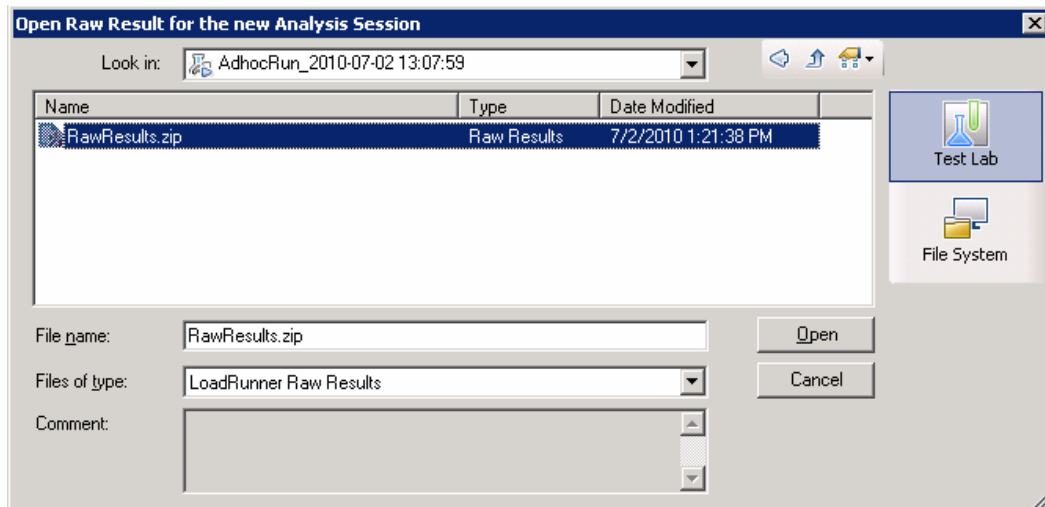 Open Raw Result for the new Analysis Session
Look in: AdhocRun_2010-07-02 13:07:59
Name Type Date Modified
RawResults.zip Raw Results 7/2/2010 1:21:38 PM
Test Lab
File System
File name: RawResults.zip Open
Files of type: LoadRunner Raw Results Cancel
Comment: